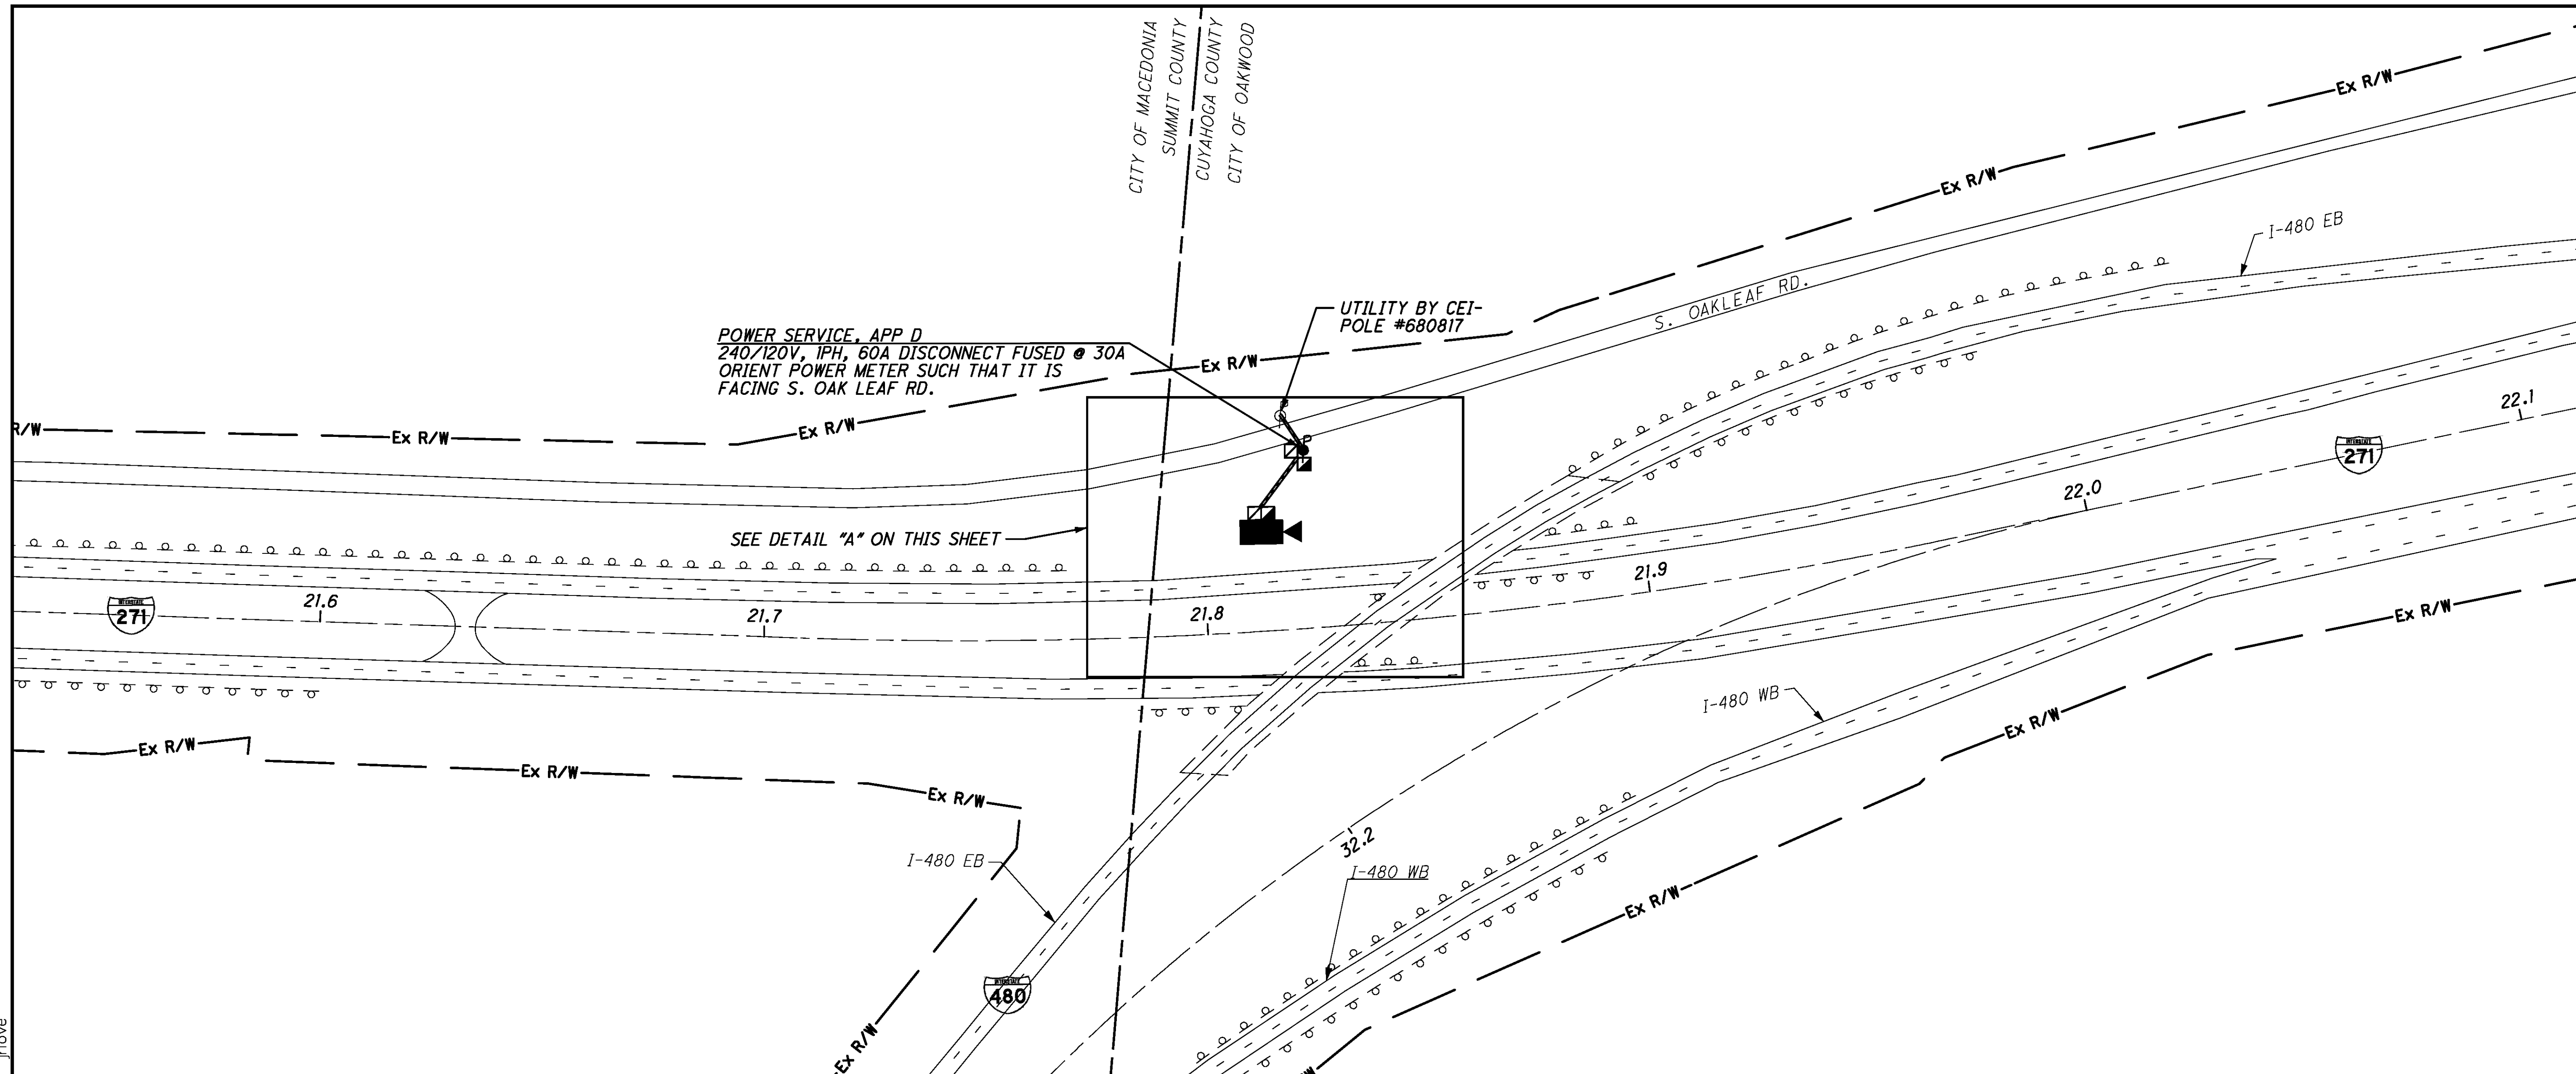 CITY OF MACEDONIA
SUMMIT COUNTY
CUYAHOGA COUNTY
CITY OF OAKWOOD
Ex R/W
Ex R/W
I-480 EB
S. OAKLEAF RD.
UTILITY BY CEI-
POLE #680817
POWER SERVICE, APP D
240/120V, 1PH, 60A DISCONNECT FUSED @ 30A
ORIENT POWER METER SUCH THAT IT IS
FACING S. OAK LEAF RD.
Ex R/W
R/W
Ex R/W
Ex R/W
P
P
22.1
INTERSTATE
271
22.0
SEE DETAIL "A" ON THIS SHEET
21.9
INTERSTATE
271
21.6
21.7
21.8
Ex R/W
I-480 WB
Ex R/W
Ex R/W
Ex R/W
Ex R/W
32.2
I-480 EB
I-480 WB
Ex R/W
INTERSTATE
480
Ex R/W
jhove